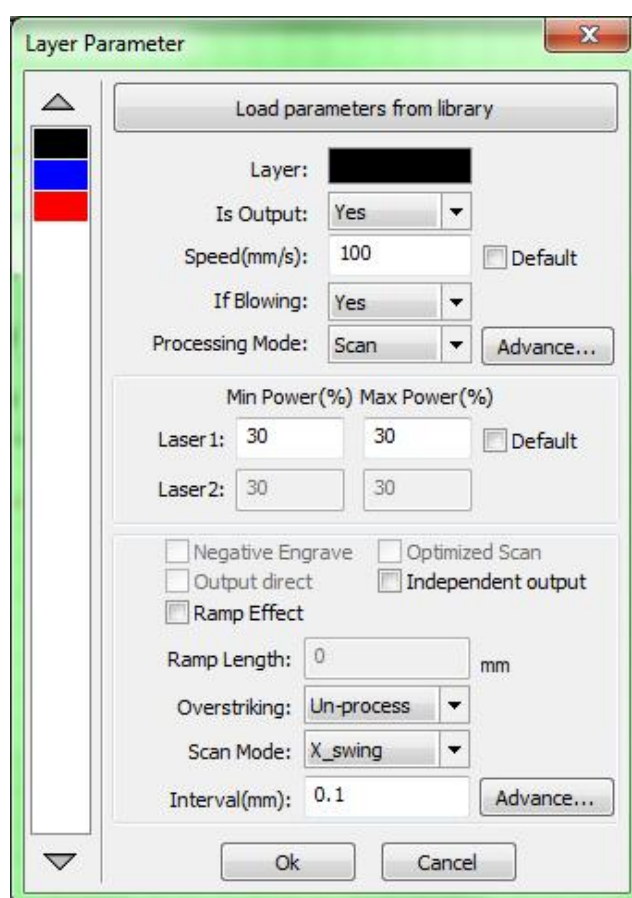 Layer Parameter
Load parameters from library
Layer:
Is Output: Yes
Speed(mm/s): 100 Default
If Blowing: Yes
Processing Mode: Scan Advance...
Min Power(%) Max Power(%)
Laser1: 30 30 Default
Laser2: 30 30
Negative Engrave Optimized Scan
Output direct Independent output
Ramp Effect
Ramp Length: 0 mm
Overstriking: Un-process
Scan Mode: X_swing
Interval(mm): 0.1 Advance...
Ok Cancel